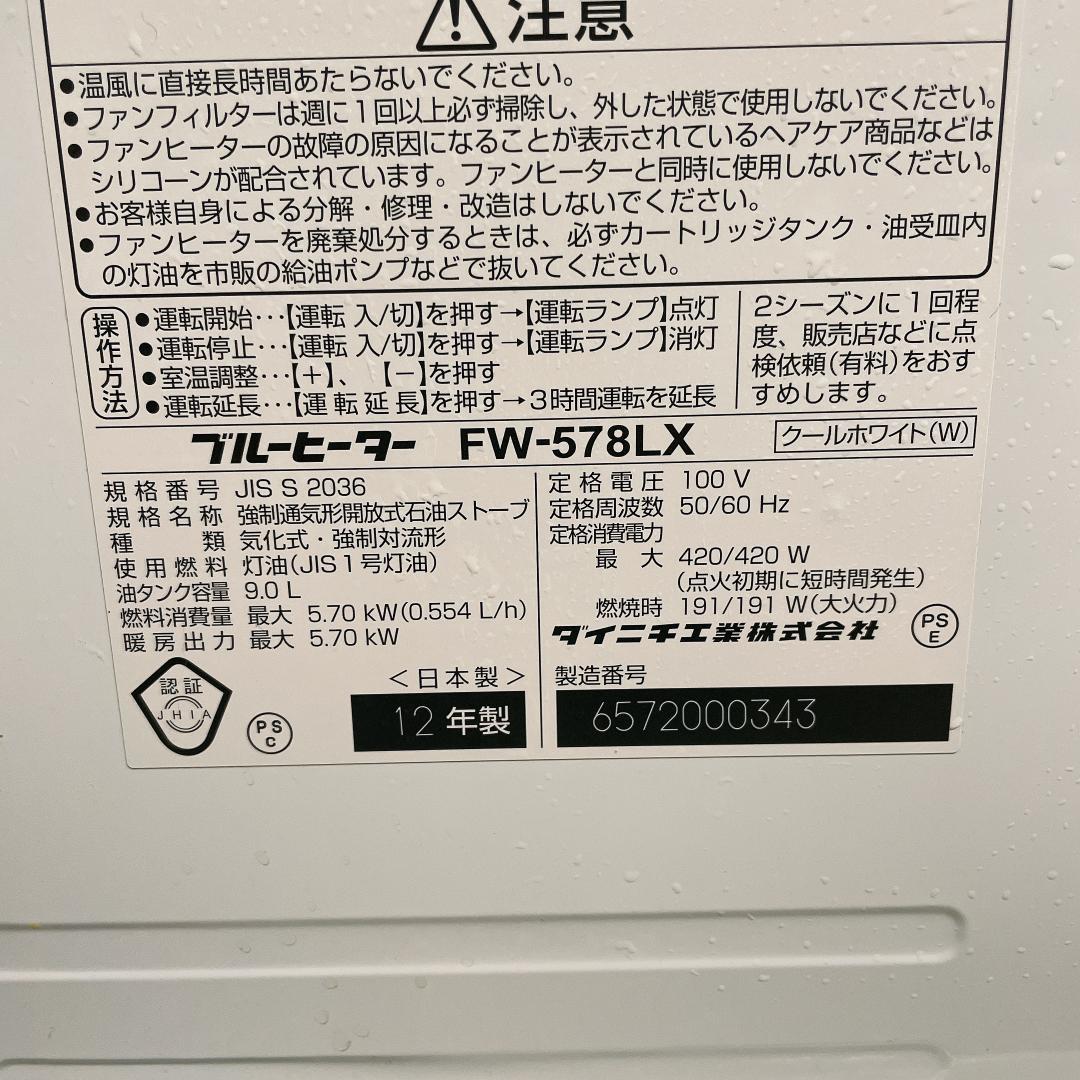 注意
●温風に直接長時間あたらないでください。
●ファンフィルターは週に1回以上必ず掃除し、外した状態で使用しないでください。
●ファンヒーターの故障の原因になることが表示されているヘアケア商品などは
シリコーンが配合されています。ファンヒーターと同時に使用しないでください。
●お客様自身による分解・修理・改造はしないでください。
●ファンヒーターを廃棄処分するときは、必ずカートリッジタンク・油受皿内
の灯油を市販の給油ポンプなどで抜いてください。
操作方法
●運転開始･･･【運転 入/切】を押す→【運転ランプ】点灯
●運転停止･･･【運転 入/切】を押す→【運転ランプ】消灯
●室温調整･･･【＋】、【－】を押す
●運転延長･･･【運転延長】を押す→3時間運転を延長
2シーズンに1回程
度、販売店などに点
検依頼(有料)をおす
すめします。
ブルーヒーター FW-578LX クールホワイト(W)
規格番号 JIS S 2036
規格名称 強制通気形開放式石油ストーブ
種類 気化式・強制対流形
使用燃料 灯油(JIS1号灯油)
油タンク容量 9.0 L
燃料消費量 最大 5.70 kW(0.554 L/h)
暖房出力 最大 5.70 kW
＜日本製＞
認証
JHIA
PS
C
12年製
定格電圧 100 V
定格周波数 50/60 Hz
定格消費電力
最大 420/420 W
(点火初期に短時間発生)
燃焼時 191/191 W(大火力)
ダイニチ工業株式会社
PS
E
製造番号
6572000343